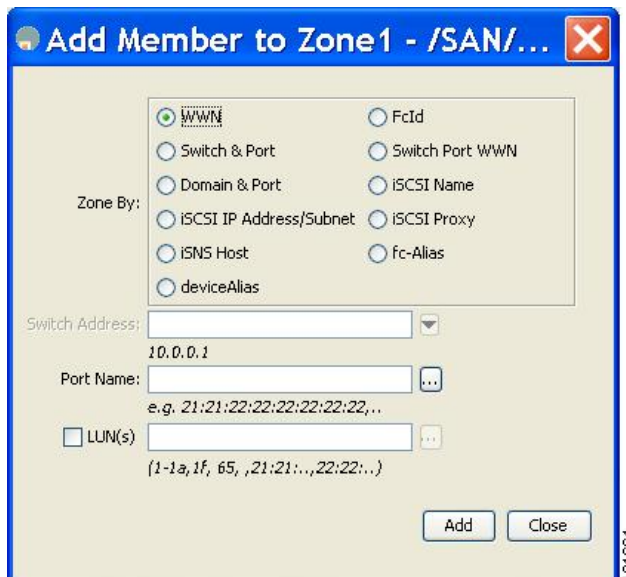 Add Member to Zone1 - /SAN/...
Zone By:
WWN
FcId
Switch & Port
Switch Port WWN
Domain & Port
iSCSI Name
iSCSI IP Address/Subnet
iSCSI Proxy
iSNS Host
fc-Alias
deviceAlias
Switch Address:
10.0.0.1
Port Name:
...
e.g. 21:21:22:22:22:22:22:22,..
LUN(s)
...
(1-1a,1f, 65, ,21:21:..,22:22:..)
Add
Close